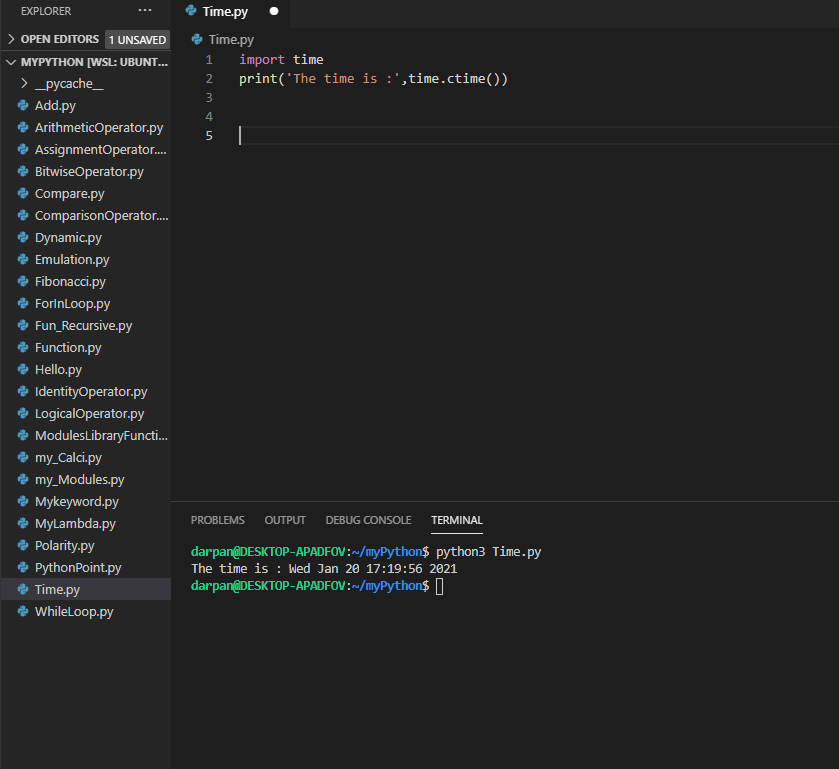 EXPLORER
OPEN EDITORS 1 UNSAVED
MYPYTHON [WSL: UBUNT...
__pycache__
Add.py
ArithmeticOperator.py
AssignmentOperator....
BitwiseOperator.py
Compare.py
ComparisonOperator....
Dynamic.py
Emulation.py
Fibonacci.py
ForInLoop.py
Fun_Recursive.py
Function.py
Hello.py
IdentityOperator.py
LogicalOperator.py
ModulesLibraryFuncti...
my_Calci.py
my_Modules.py
Mykeyword.py
MyLambda.py
Polarity.py
PythonPoint.py
Time.py
WhileLoop.py
Time.py
Time.py
1 import time
2 print('The time is :',time.ctime())
3
4
5
PROBLEMS OUTPUT DEBUG CONSOLE TERMINAL
darpan@DESKTOP-APADFOV:~/myPython$ python3 Time.py
The time is : Wed Jan 20 17:19:56 2021
darpan@DESKTOP-APADFOV:~/myPython$